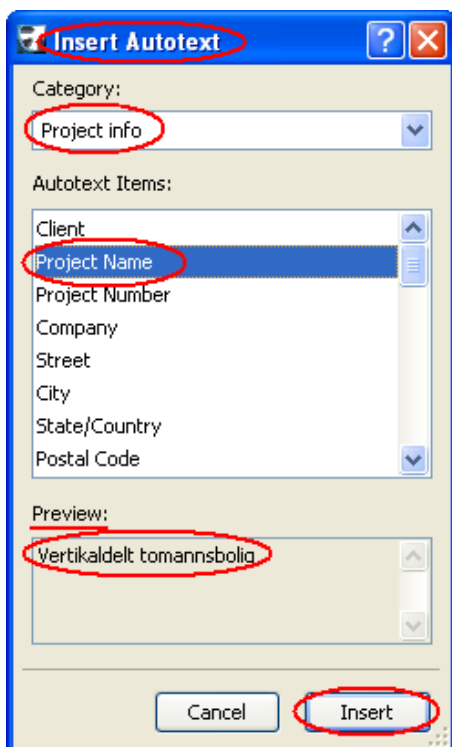 Insert Autotext
Category:
Project info
Autotext Items:
Client
Project Name
Project Number
Company
Street
City
State/Country
Postal Code
Preview:
Vertikaldelt tomannsbolig
Cancel Insert